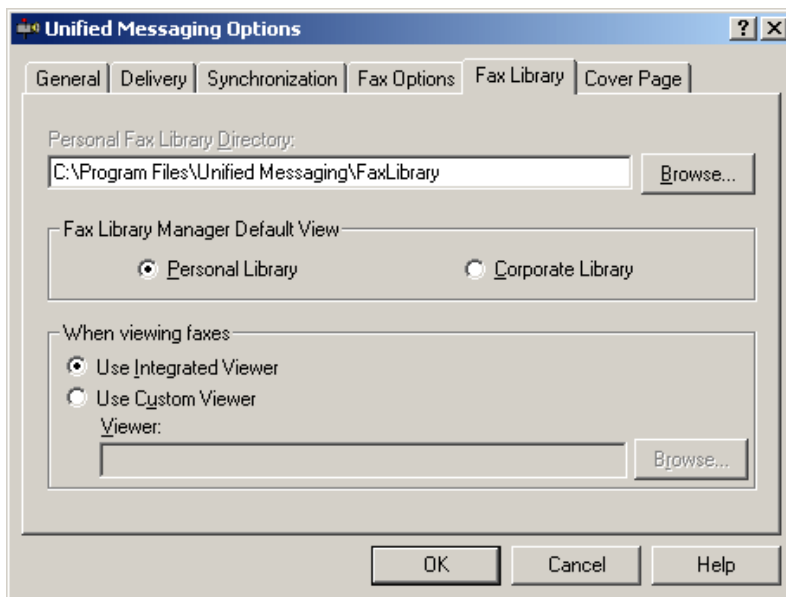 Unified Messaging Options
General Delivery Synchronization Fax Options Fax Library Cover Page
Personal Fax Library Directory:
C:\Program Files\Unified Messaging\FaxLibrary Browse...
Fax Library Manager Default View
Personal Library Corporate Library
When viewing faxes
Use Integrated Viewer
Use Custom Viewer
Viewer:
Browse...
OK Cancel Help